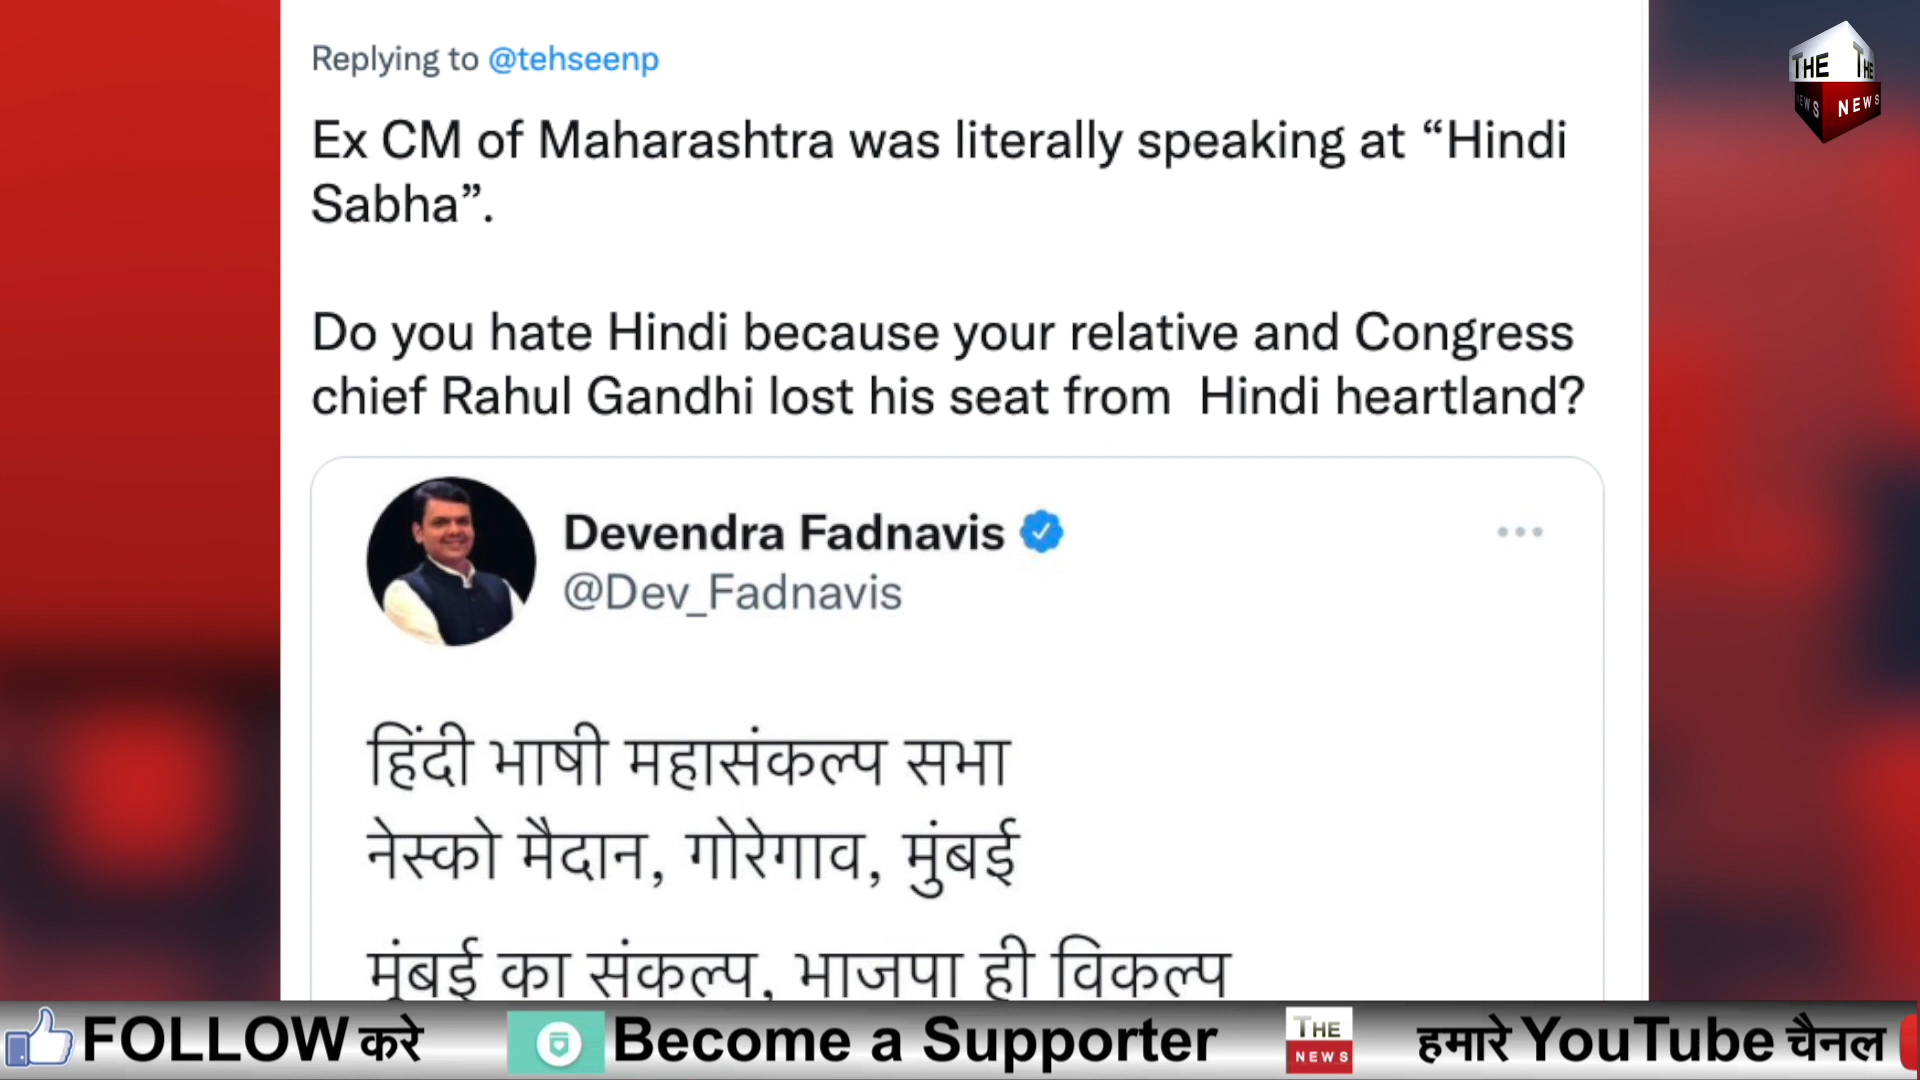 Replying to @tehseenp
Ex CM of Maharashtra was literally speaking at “Hindi
Sabha”.
Do you hate Hindi because your relative and Congress
chief Rahul Gandhi lost his seat from Hindi heartland?
Devendra Fadnavis
@Dev_Fadnavis
हिंदी भाषी महासंकल्प सभा
नेस्को मैदान, गोरेगाव, मुंबई
मुंबई का संकल्प, भाजपा ही विकल्प
THE THE
NEWS NEWS
FOLLOW करे Become a Supporter THE NEWS हमारे YouTube चैनल